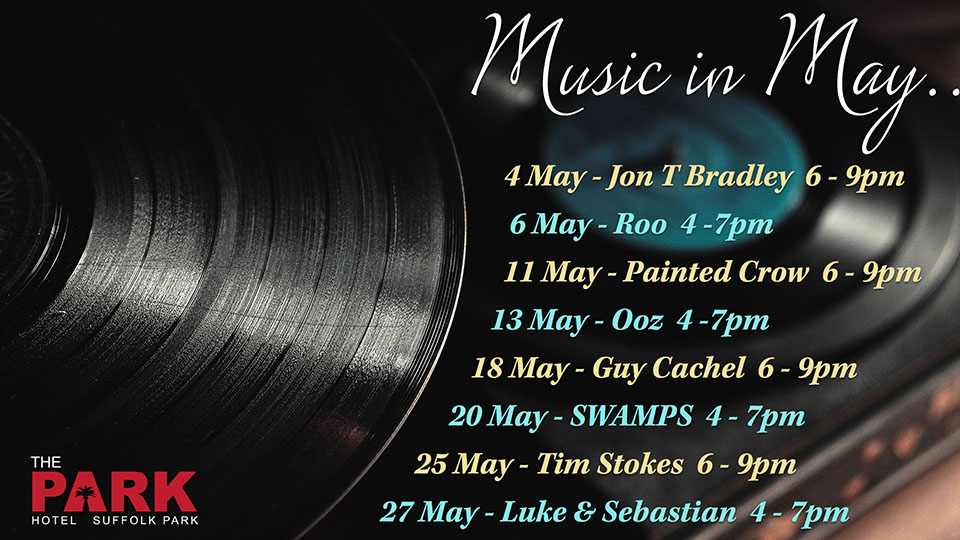 Music in May..
4 May - Jon T Bradley 6 - 9pm
6 May - Roo 4 -7pm
11 May - Painted Crow 6 - 9pm
13 May - Ooz 4 -7pm
18 May - Guy Cachel 6 - 9pm
20 May - SWAMPS 4 - 7pm
25 May - Tim Stokes 6 - 9pm
27 May - Luke & Sebastian 4 - 7pm
THE
PARK
HOTEL SUFFOLK PARK